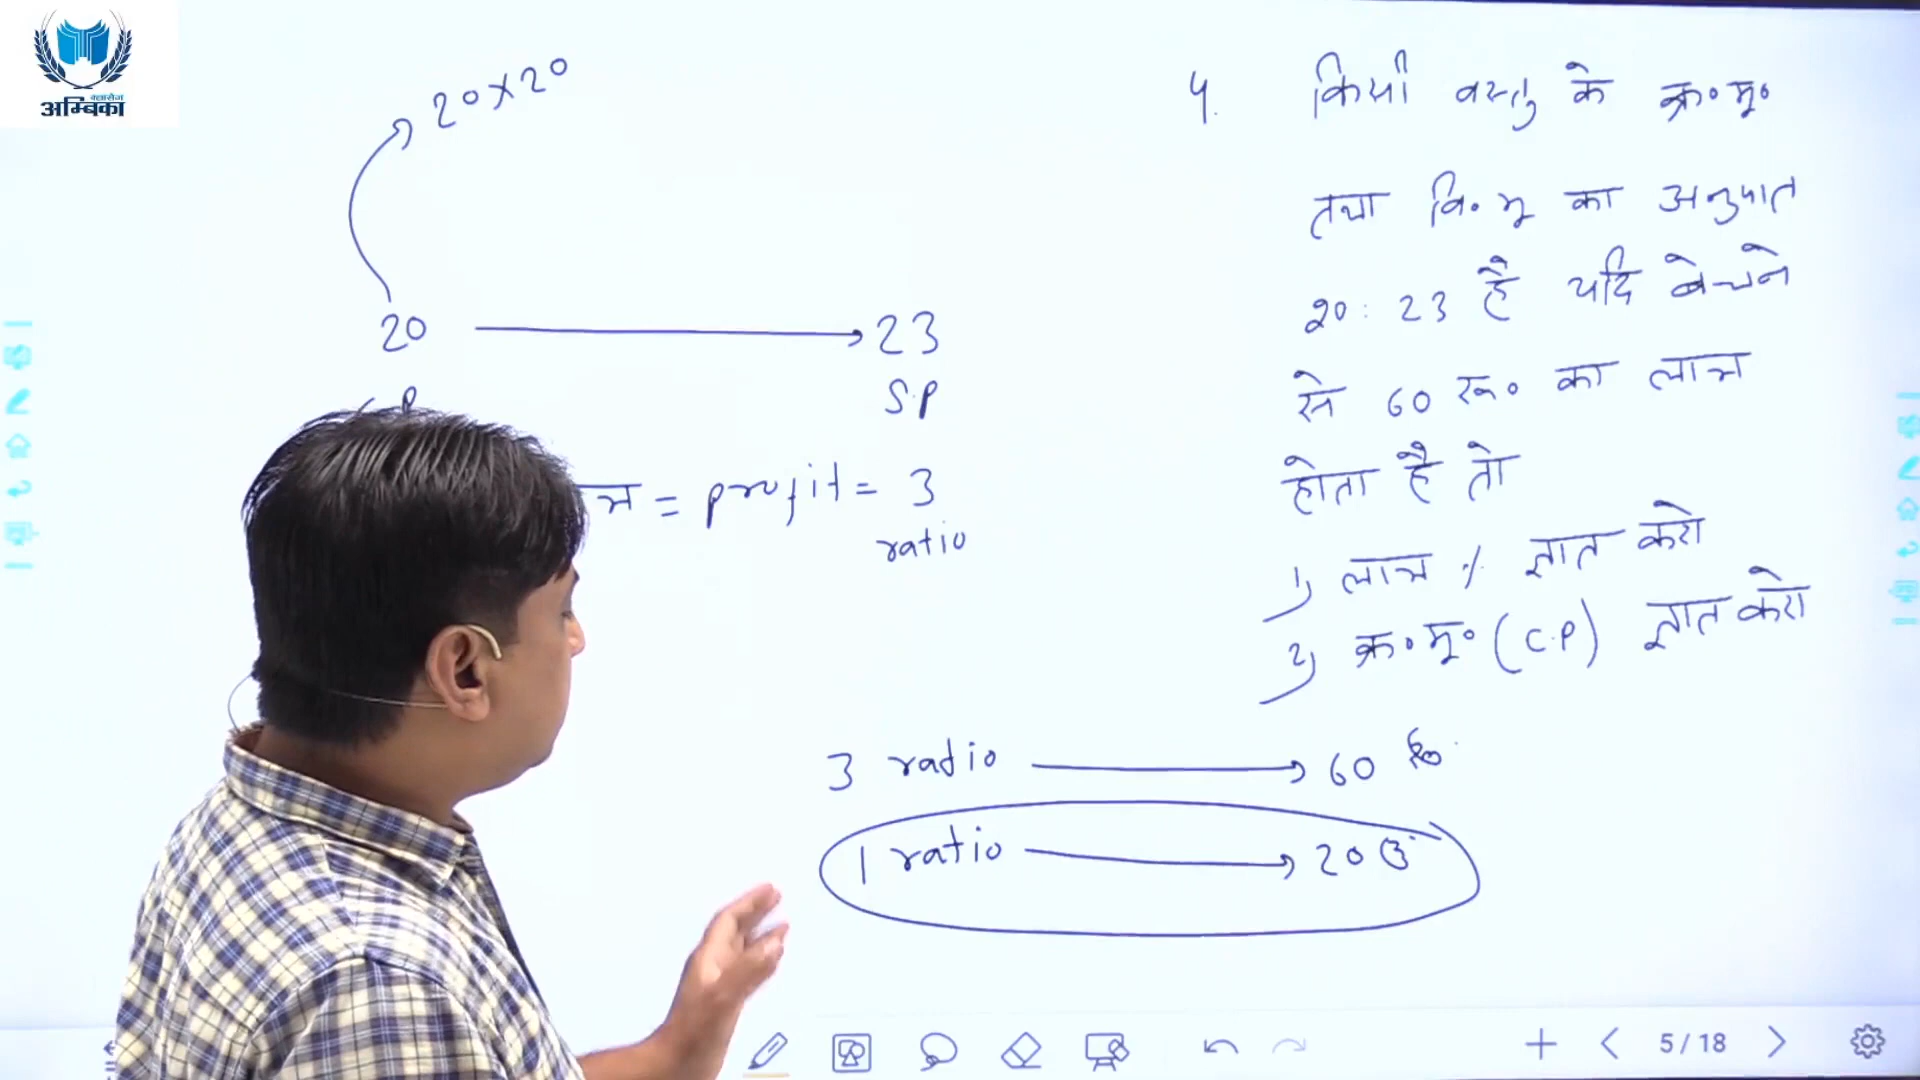 क्लासेज
अम्बिका
20×20
20 → 23
S.P
= profit = 3
ratio
4. किसी वस्तु के क्र॰मू॰
तथा वि॰मू का अनुपात
20 : 23 है यदि बेचने
से 60 रू॰ का लाभ
होता है तो
1) लाभ % ज्ञात करो
2) क्र॰मू॰ (C.P) ज्ञात करो
3 ratio → 60 रू॰
1 ratio → 20
5/18